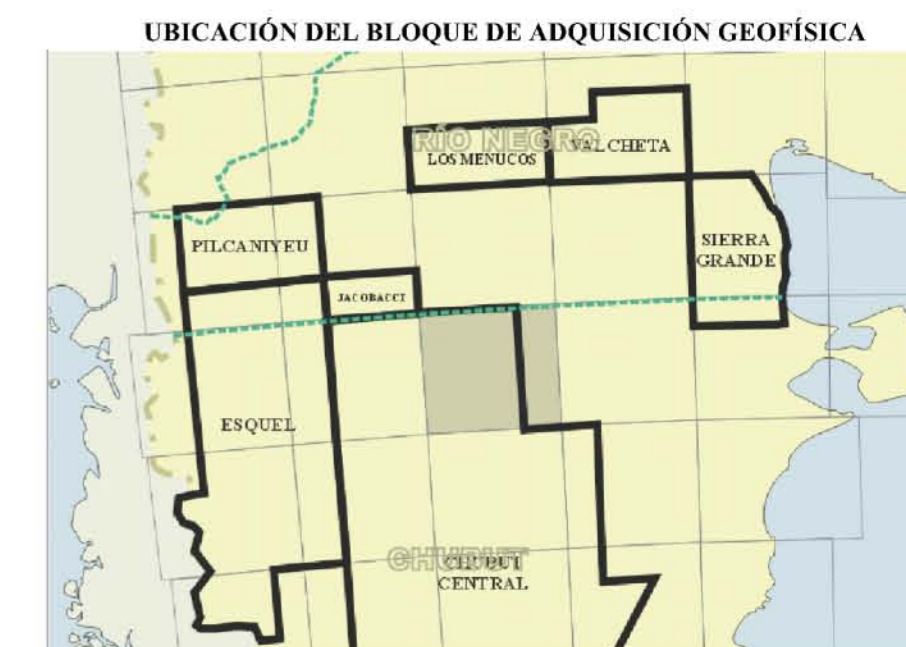 UBICACIÓN DEL BLOQUE DE ADQUISICIÓN GEOFÍSICA
RÍO NEGRO
LOS MENUCOS
VALCHETA
PILCANIYEU
SIERRA
GRANDE
JACOBACCI
ESQUEL
CHUBUT
CHUBUT
CENTRAL